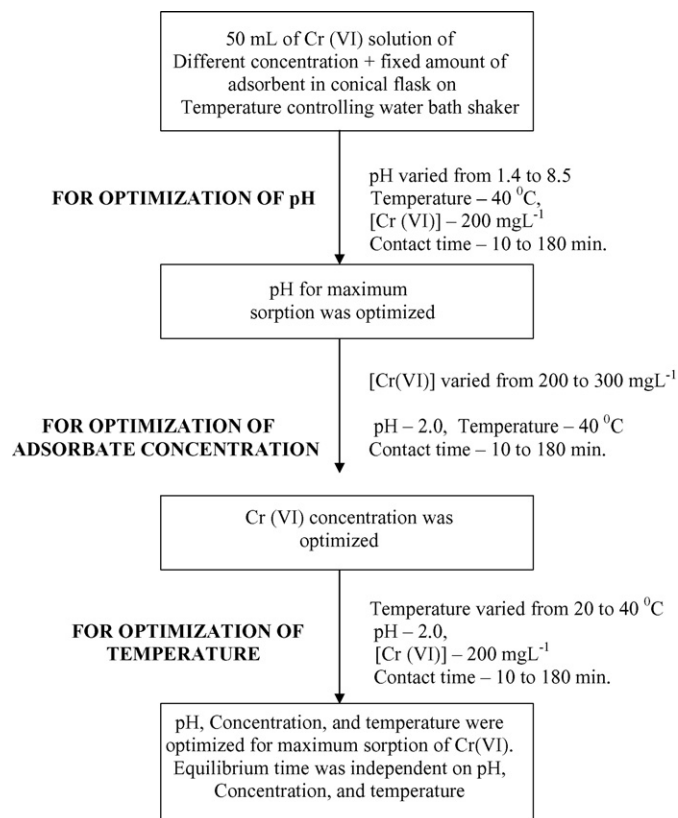 50 mL of Cr (VI) solution of
Different concentration + fixed amount of
adsorbent in conical flask on
Temperature controlling water bath shaker
FOR OPTIMIZATION OF pH
pH varied from 1.4 to 8.5
Temperature – 40 ⁰C,
[Cr (VI)] – 200 mgL⁻¹
Contact time – 10 to 180 min.
pH for maximum
sorption was optimized
FOR OPTIMIZATION OF
ADSORBATE CONCENTRATION
[Cr(VI)] varied from 200 to 300 mgL⁻¹
pH – 2.0, Temperature – 40 ⁰C
Contact time – 10 to 180 min.
Cr (VI) concentration was
optimized
FOR OPTIMIZATION OF
TEMPERATURE
Temperature varied from 20 to 40 ⁰C
pH – 2.0,
[Cr (VI)] – 200 mgL⁻¹
Contact time – 10 to 180 min.
pH, Concentration, and temperature were
optimized for maximum sorption of Cr(VI).
Equilibrium time was independent on pH,
Concentration, and temperature